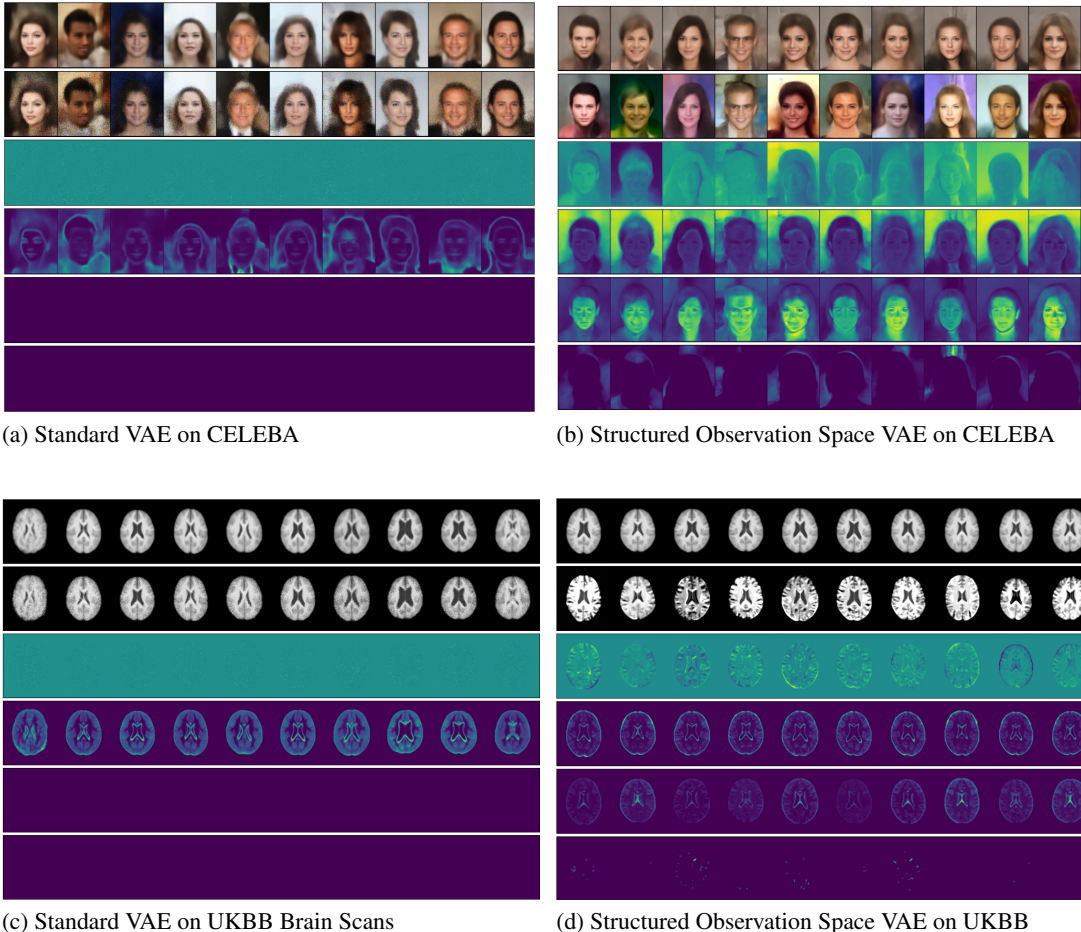 (a) Standard VAE on CELEBA
(b) Structured Observation Space VAE on CELEBA
(c) Standard VAE on UKBB Brain Scans
(d) Structured Observation Space VAE on UKBB